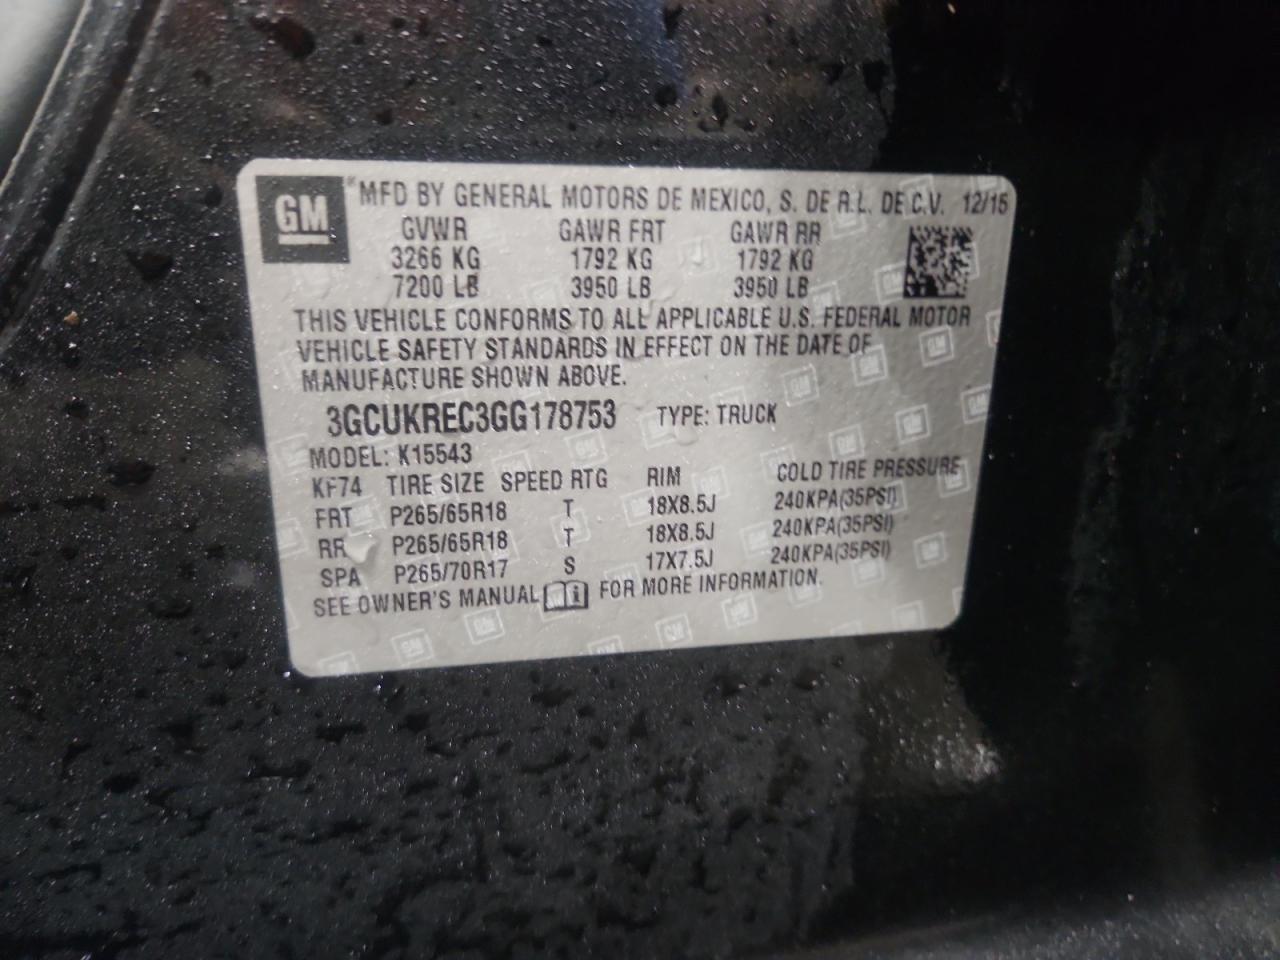 GM
MFD BY GENERAL MOTORS DE MEXICO, S. DE R.L. DE C.V. 12/15
GVWR GAWR FRT GAWR RR
3266 KG 1792 KG 1792 KG
7200 LB 3950 LB 3950 LB
THIS VEHICLE CONFORMS TO ALL APPLICABLE U.S. FEDERAL MOTOR
VEHICLE SAFETY STANDARDS IN EFFECT ON THE DATE OF
MANUFACTURE SHOWN ABOVE.
3GCUKREC3GG178753 TYPE: TRUCK
MODEL: K15543
KF74 TIRE SIZE SPEED RTG RIM COLD TIRE PRESSURE
FRT P265/65R18 T 18X8.5J 240KPA(35PSI)
RR P265/65R18 T 18X8.5J 240KPA(35PSI)
SPA P265/70R17 S 17X7.5J 240KPA(35PSI)
SEE OWNER'S MANUAL i FOR MORE INFORMATION.